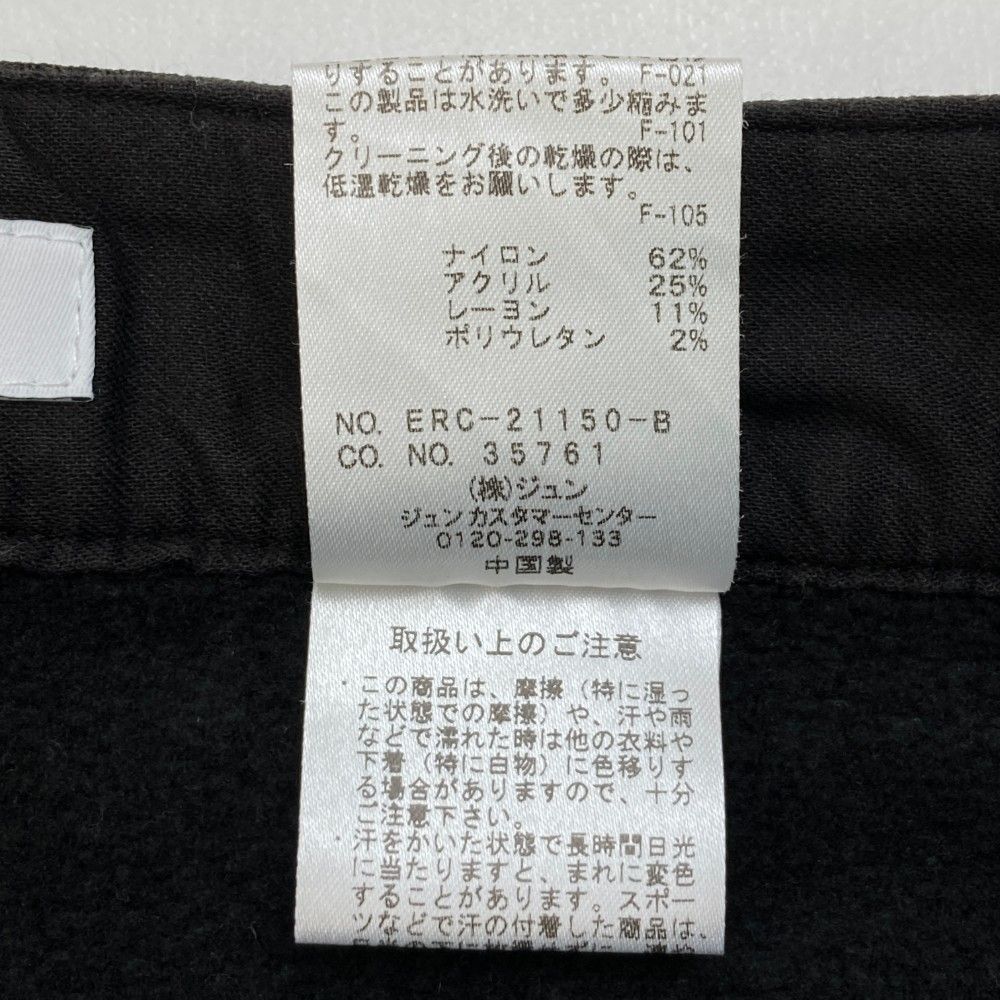 りすることがあります。 F-021
この製品は水洗いで多少縮みま
す。 F-101
クリーニング後の乾燥の際は、
低温乾燥をお願いします。
F-105
ナイロン 62%
アクリル 25%
レーヨン 11%
ポリウレタン 2%
NO. ERC-21150-B
CO. NO. 35761
(株)ジュン
ジュンカスタマーセンター
0120-298-133
中国製
取扱い上のご注意
・この商品は、摩擦(特に湿っ
た状態での摩擦)や、汗や雨
などで濡れた時は他の衣料や
下着(特に白物)に色移りす
る場合がありますので、十分
ご注意下さい。
・汗をかいた状態で長時間日光
に当たりますと、まれに変色
することがあります。スポー
ツなどで汗の付着した商品は、